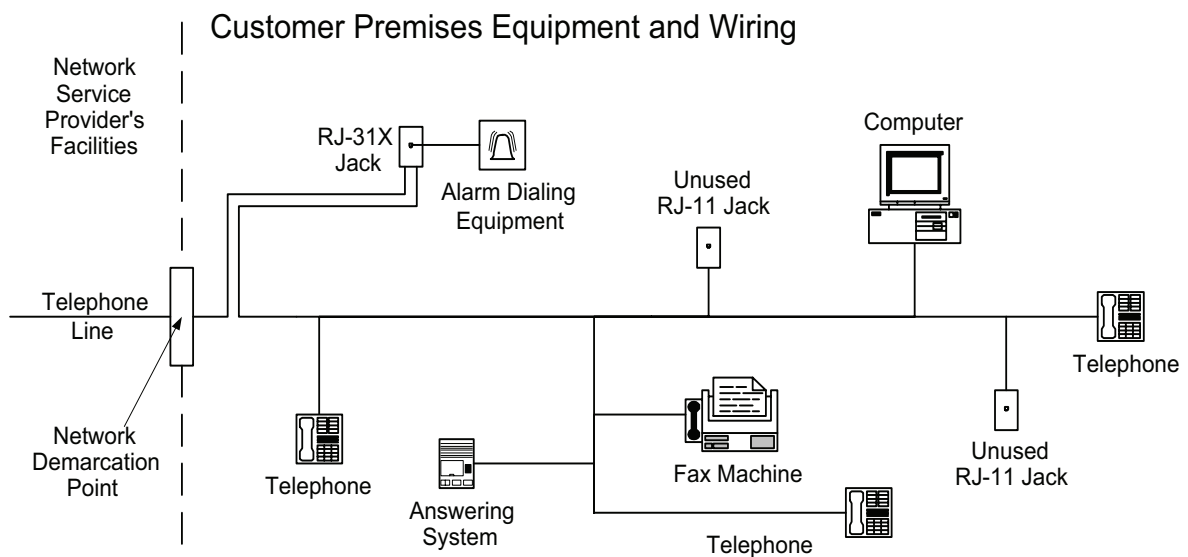 Customer Premises Equipment and Wiring
Network
Service
Provider's
Facilities
RJ-31X
Jack
Alarm Dialing
Equipment
Unused
RJ-11 Jack
Computer
Telephone
Line
Telephone
Network
Demarcation
Point
Telephone
Answering
System
Fax Machine
Unused
RJ-11 Jack
Telephone